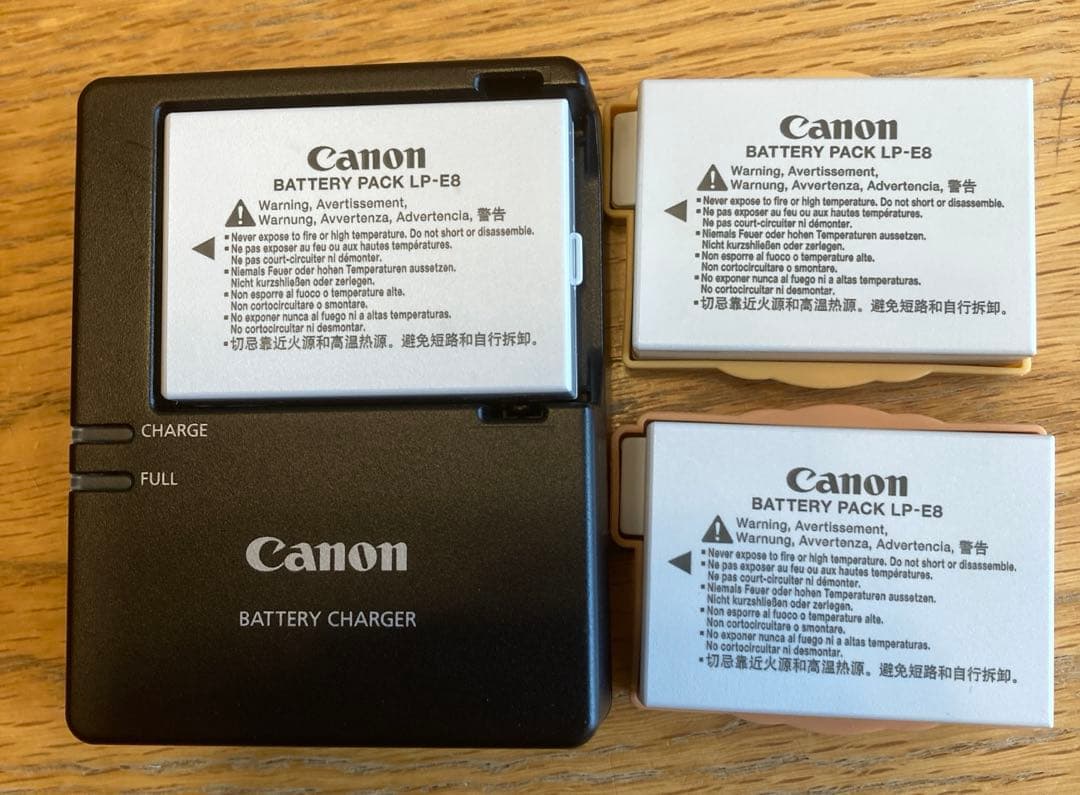 Canon
BATTERY PACK LP-E8
Warning, Avertissement,
Warnung, Avvertenza, Advertencia, 警告
Never expose to fire or high temperature. Do not short or disassemble.
Ne pas exposer au feu ou aux hautes températures.
Ne pas court-circuiter ni démonter.
Niemals Feuer oder hohen Temperaturen aussetzen.
Nicht kurzshließen oder zerlegen.
Non esporre al fuoco o temperature alte.
Non cortocircuitare o smontare.
No exponer nunca al fuego ni a altas temperaturas.
No cortocircuitar ni desmontar.
切忌靠近火源和高温热源。避免短路和自行拆卸。
CHARGE
FULL
Canon
BATTERY CHARGER
Canon
BATTERY PACK LP-E8
Warning, Avertissement,
Warnung, Avvertenza, Advertencia, 警告
Never expose to fire or high temperature. Do not short or disassemble.
Ne pas exposer au feu ou aux hautes températures.
Ne pas court-circuiter ni démonter.
Niemals Feuer oder hohen Temperaturen aussetzen.
Nicht kurzshließen oder zerlegen.
Non esporre al fuoco o temperature alte.
Non cortocircuitare o smontare.
No exponer nunca al fuego ni a altas temperaturas.
No cortocircuitar ni desmontar.
切忌靠近火源和高温热源。避免短路和自行拆卸。
Canon
BATTERY PACK LP-E8
Warning, Avertissement,
Warnung, Avvertenza, Advertencia, 警告
Never expose to fire or high temperature. Do not short or disassemble.
Ne pas exposer au feu ou aux hautes températures.
Ne pas court-circuiter ni démonter.
Niemals Feuer oder hohen Temperaturen aussetzen.
Nicht kurzshließen oder zerlegen.
Non esporre al fuoco o temperature alte.
Non cortocircuitare o smontare.
No exponer nunca al fuego ni a altas temperaturas.
No cortocircuitar ni desmontar.
切忌靠近火源和高温热源。避免短路和自行拆卸。